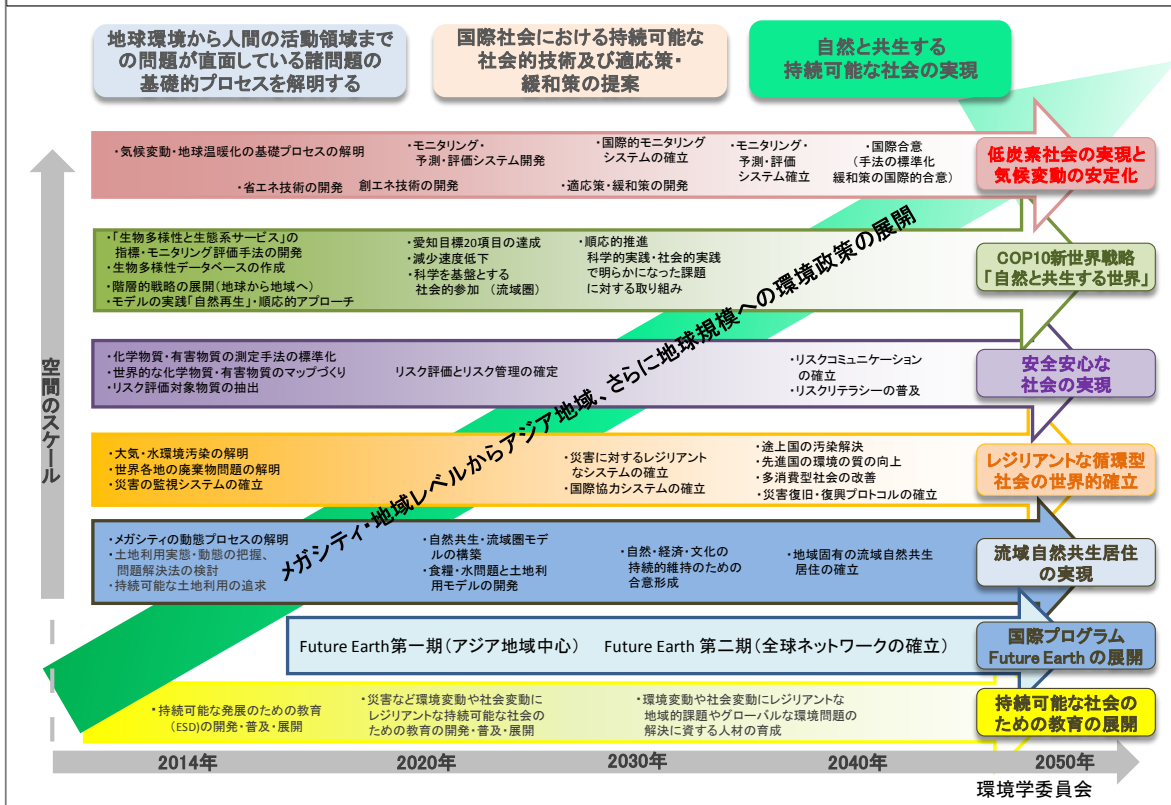 地球環境から人間の活動領域まで
の問題が直面している諸問題の
基礎的プロセスを解明する
国際社会における持続可能な
社会的技術及び適応策・
緩和策の提案
自然と共生する
持続可能な社会の実現
・気候変動・地球温暖化の基礎プロセスの解明
・モニタリング・
予測・評価システム開発
・国際的モニタリング
システムの確立
・モニタリング・
予測・評価
システム確立
・国際合意
(手法の標準化
緩和策の国際的合意)
・省エネ技術の開発
創エネ技術の開発
・適応策・緩和策の開発
低炭素社会の実現と
気候変動の安定化
・「生物多様性と生態系サービス」の
指標・モニタリング評価手法の開発
・生物多様性データベースの作成
・階層的戦略の展開(地球から地域へ)
・モデルの実践「自然再生」・順応的アプローチ
・愛知目標20項目の達成
・減少速度低下
・科学を基盤とする
社会的参加 (流域圏)
・順応的推進
科学的実践・社会的実践
で明らかになった課題
に対する取り組み
COP10新世界戦略
「自然と共生する世界」
メガシティ・地域レベルからアジア地域、さらに地球規模への環境政策の展開
空間のスケール
・化学物質・有害物質の測定手法の標準化
・世界的な化学物質・有害物質のマップづくり
・リスク評価対象物質の抽出
リスク評価とリスク管理の確定
・リスクコミュニケーション
の確立
・リスクリテラシーの普及
安全安心な
社会の実現
・大気・水環境汚染の解明
・世界各地の廃棄物問題の解明
・災害の監視システムの確立
・災害に対するレジリアント
なシステムの確立
・国際協力システムの確立
・途上国の汚染解決
・先進国の環境の質の向上
・多消費型社会の改善
・災害復旧・復興プロトコルの確立
レジリアントな循環型
社会の世界的確立
・メガシティの動態プロセスの解明
・土地利用実態・動態の把握、
問題解決法の検討
・持続可能な土地利用の追求
・自然共生・流域圏モデ
ルの構築
・食糧・水問題と土地利
用モデルの開発
・自然・経済・文化の
持続的維持のための
合意形成
・地域固有の流域自然共生
居住の確立
流域自然共生居住
の実現
Future Earth第一期(アジア地域中心)
Future Earth 第二期(全球ネットワークの確立)
国際プログラム
Future Earth の展開
・持続可能な発展のための教育
(ESD)の開発・普及・展開
・災害など環境変動や社会変動に
レジリアントな持続可能な社会の
ための教育の開発・普及・展開
・環境変動や社会変動にレジリアントな
地域的課題やグローバルな環境問題の
解決に資する人材の育成
持続可能な社会の
ための教育の展開
2014年
2020年
2030年
2040年
2050年
環境学委員会